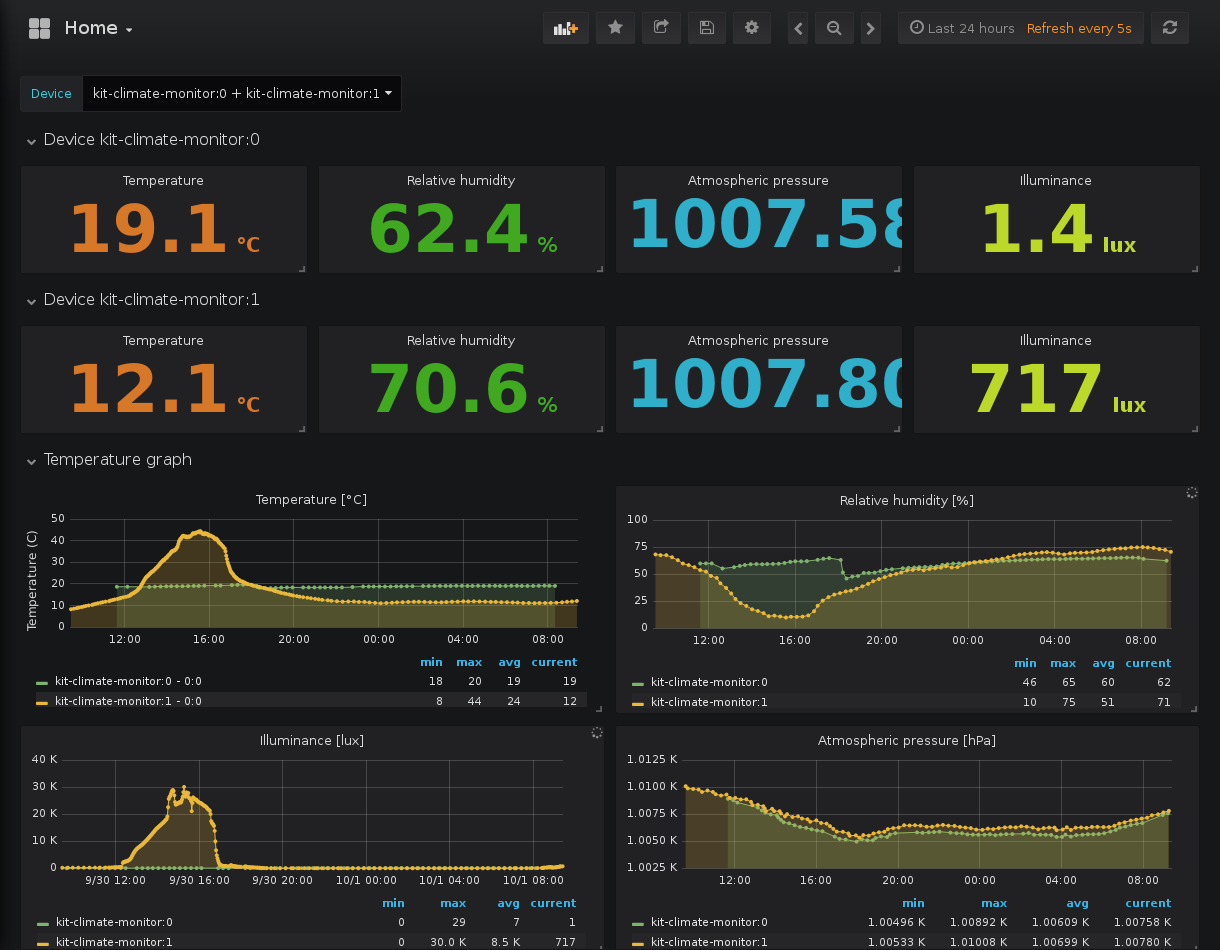 Home
Last 24 hours Refresh every 5s
Device kit-climate-monitor:0 + kit-climate-monitor:1
Device kit-climate-monitor:0
Temperature Relative humidity Atmospheric pressure Illuminance
19.1 °C 62.4 % 1007.58 1.4 lux
Device kit-climate-monitor:1
Temperature Relative humidity Atmospheric pressure Illuminance
12.1 °C 70.6 % 1007.80 717 lux
Temperature graph
Temperature [°C]
Temperature (C)
50
40
30
20
10
0
12:00 16:00 20:00 00:00 04:00 08:00
min max avg current
kit-climate-monitor:0 - 0:0 18 20 19 19
kit-climate-monitor:1 - 0:0 8 44 24 12
Relative humidity [%]
100
75
50
25
0
12:00 16:00 20:00 00:00 04:00 08:00
min max avg current
kit-climate-monitor:0 46 65 60 62
kit-climate-monitor:1 10 75 51 71
Illuminance [lux]
40 K
30 K
20 K
10 K
0
9/30 12:00 9/30 16:00 9/30 20:00 10/1 00:00 10/1 04:00 10/1 08:00
min max avg current
kit-climate-monitor:0 0 29 7 1
kit-climate-monitor:1 0 30.0 K 8.5 K 717
Atmospheric pressure [hPa]
1.0125 K
1.0100 K
1.0075 K
1.0050 K
1.0025 K
12:00 16:00 20:00 00:00 04:00 08:00
min max avg current
kit-climate-monitor:0 1.00496 K 1.00892 K 1.00609 K 1.00758 K
kit-climate-monitor:1 1.00533 K 1.01008 K 1.00699 K 1.00780 K